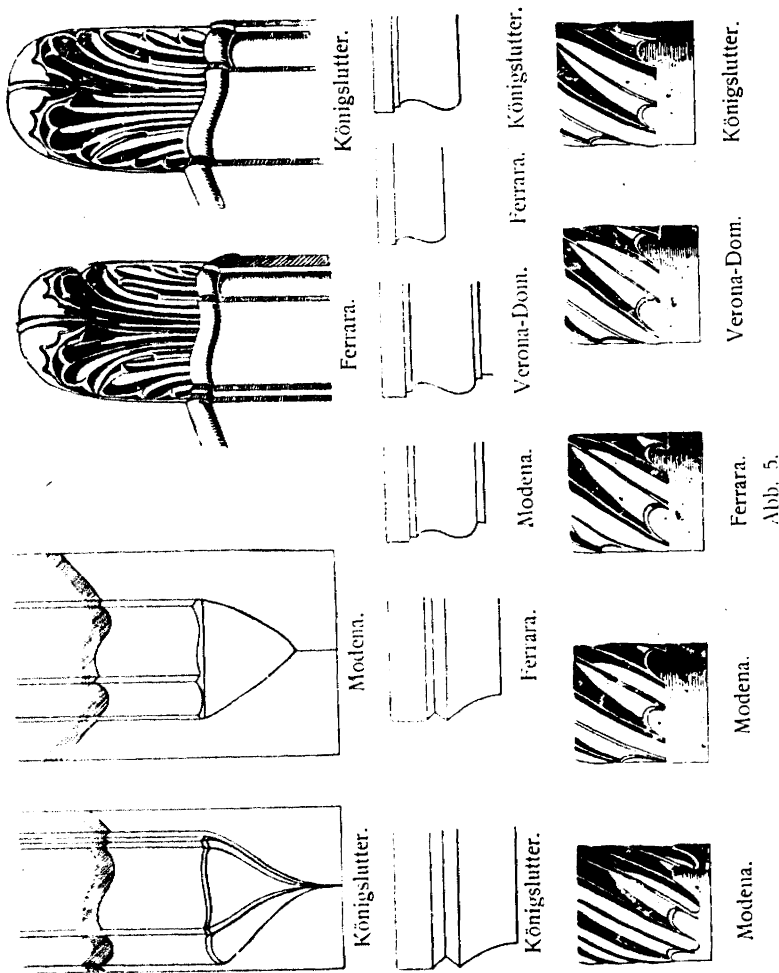 Königslutter. Modena. Ferrara. Königslutter.
Königslutter. Ferrara. Modena. Verona-Dom. Ferrara. Königslutter.
Modena. Modena. Ferrara. Verona-Dom. Königslutter.
Abb. 5.